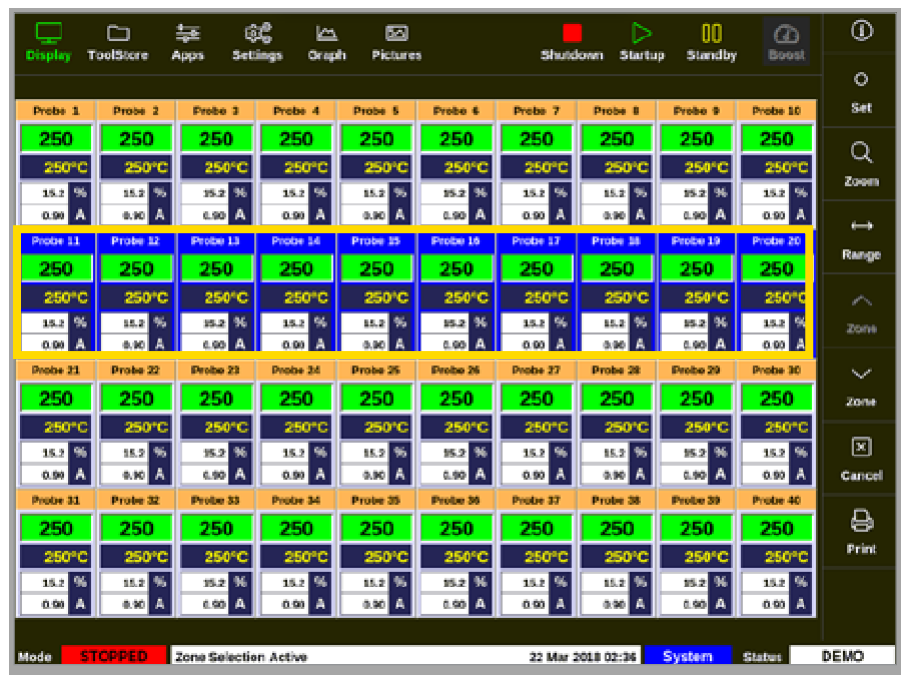 Display ToolStore Apps Settings Graph Pictures Shutdown Startup Standby Boost
Set
Zoom
Range
Zone
Zone
Cancel
Print
Probe 1 Probe 2 Probe 3 Probe 4 Probe 5 Probe 6 Probe 7 Probe 8 Probe 9 Probe 10
250 250 250 250 250 250 250 250 250 250
250°C 250°C 250°C 250°C 250°C 250°C 250°C 250°C 250°C 250°C
15.2 % 15.2 % 15.2 % 15.2 % 15.2 % 15.2 % 15.2 % 15.2 % 15.2 % 15.2 %
0.90 A 0.90 A 0.90 A 0.90 A 0.90 A 0.90 A 0.90 A 0.90 A 0.90 A 0.90 A
Probe 11 Probe 12 Probe 13 Probe 14 Probe 15 Probe 16 Probe 17 Probe 18 Probe 19 Probe 20
250 250 250 250 250 250 250 250 250 250
250°C 250°C 250°C 250°C 250°C 250°C 250°C 250°C 250°C 250°C
15.2 % 15.2 % 15.2 % 15.2 % 15.2 % 15.2 % 15.2 % 15.2 % 15.2 % 15.2 %
0.90 A 0.90 A 0.90 A 0.90 A 0.90 A 0.90 A 0.90 A 0.90 A 0.90 A 0.90 A
Probe 21 Probe 22 Probe 23 Probe 24 Probe 25 Probe 26 Probe 27 Probe 28 Probe 29 Probe 30
250 250 250 250 250 250 250 250 250 250
250°C 250°C 250°C 250°C 250°C 250°C 250°C 250°C 250°C 250°C
15.2 % 15.2 % 15.2 % 15.2 % 15.2 % 15.2 % 15.2 % 15.2 % 15.2 % 15.2 %
0.90 A 0.90 A 0.90 A 0.90 A 0.90 A 0.90 A 0.90 A 0.90 A 0.90 A 0.90 A
Probe 31 Probe 32 Probe 33 Probe 34 Probe 35 Probe 36 Probe 37 Probe 38 Probe 39 Probe 40
250 250 250 250 250 250 250 250 250 250
250°C 250°C 250°C 250°C 250°C 250°C 250°C 250°C 250°C 250°C
15.2 % 15.2 % 15.2 % 15.2 % 15.2 % 15.2 % 15.2 % 15.2 % 15.2 % 15.2 %
0.90 A 0.90 A 0.90 A 0.90 A 0.90 A 0.90 A 0.90 A 0.90 A 0.90 A 0.90 A
Mode STOPPED Zone Selection Active 22 Mar 2018 02:36 System Status DEMO